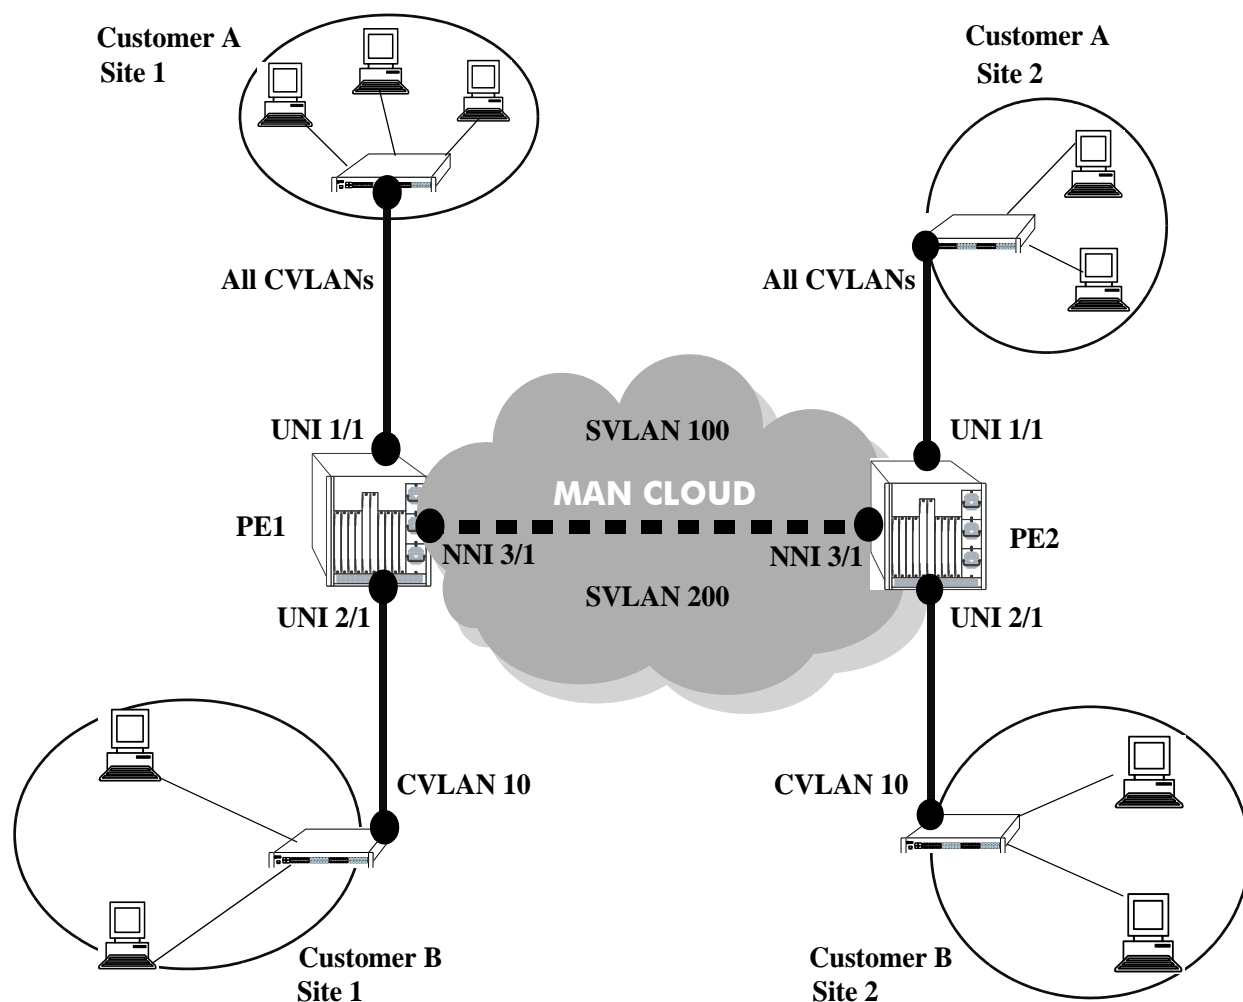 Customer A
Site 1
Customer A
Site 2
All CVLANs
All CVLANs
UNI 1/1
SVLAN 100
UNI 1/1
MAN CLOUD
PE1
NNI 3/1
NNI 3/1
PE2
SVLAN 200
UNI 2/1
UNI 2/1
CVLAN 10
CVLAN 10
Customer B
Site 1
Customer B
Site 2